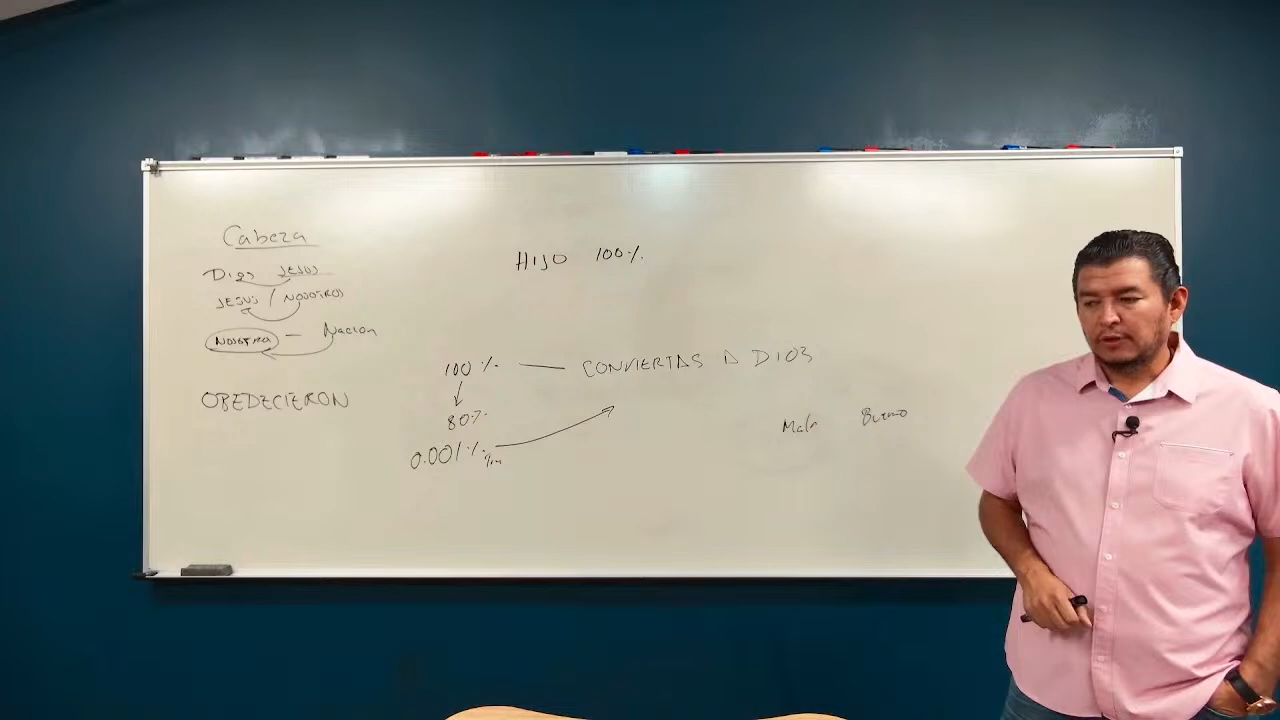 Cabeza
Dios JESUS
JESUS / NOSOTROS
NOSOTROS — Nacion
OBEDECIERON
HIJO 100%
100% — CONVIERTAS A DIOS
80%
0.001%
Malo Bueno